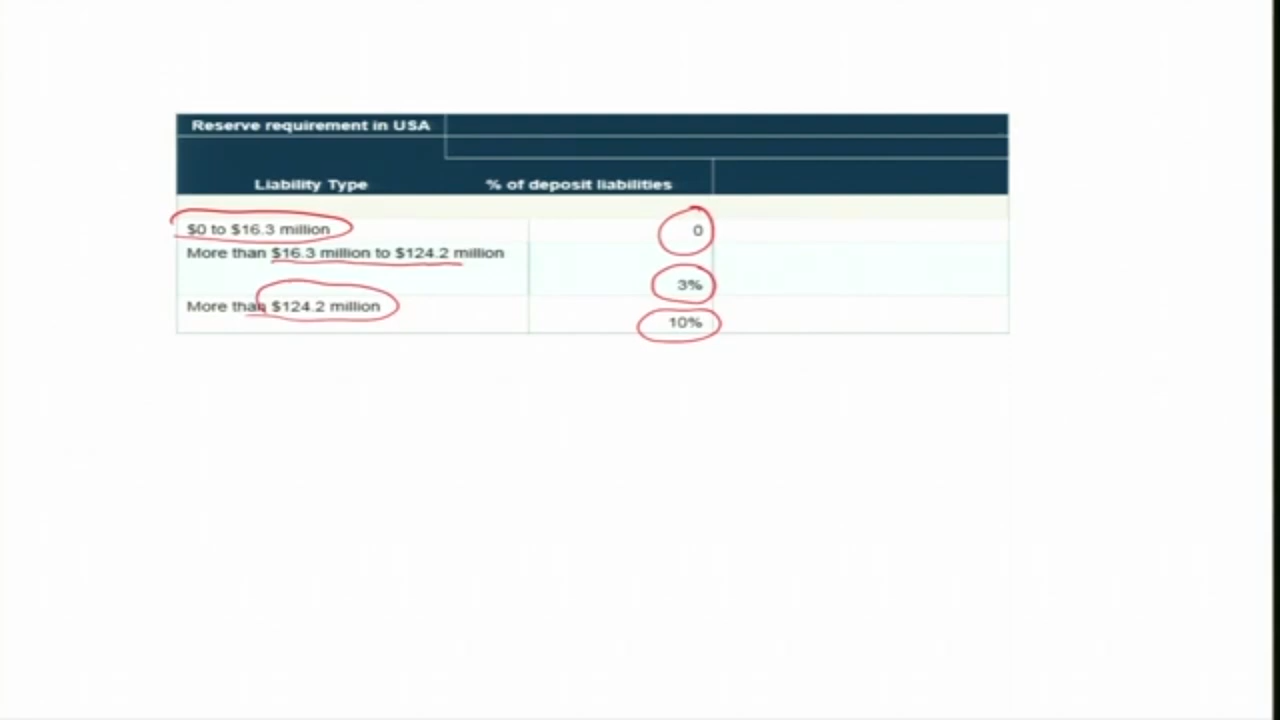 Reserve requirement in USA
Liability Type % of deposit liabilities
$0 to $16.3 million 0
More than $16.3 million to $124.2 million
3%
More than $124.2 million
10%